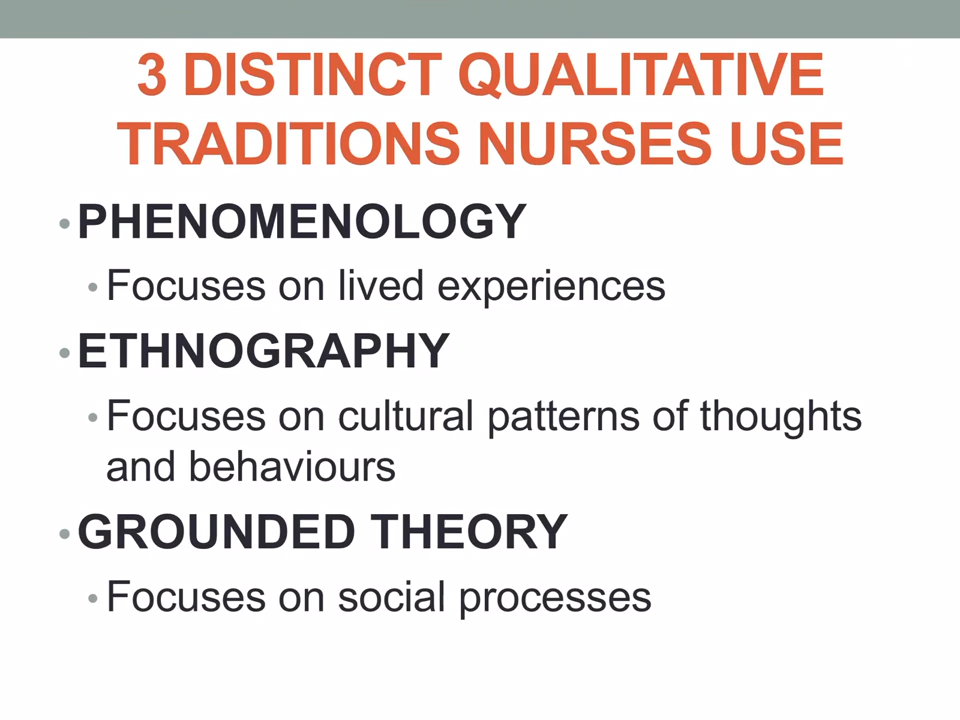 3 DISTINCT QUALITATIVE
TRADITIONS NURSES USE
•PHENOMENOLOGY
•Focuses on lived experiences
•ETHNOGRAPHY
•Focuses on cultural patterns of thoughts
and behaviours
•GROUNDED THEORY
•Focuses on social processes